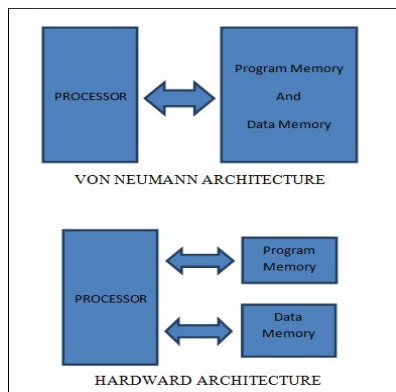 PROCESSOR
Program Memory
And
Data Memory
VON NEUMANN ARCHITECTURE
PROCESSOR
Program
Memory
Data
Memory
HARDWARD ARCHITECTURE